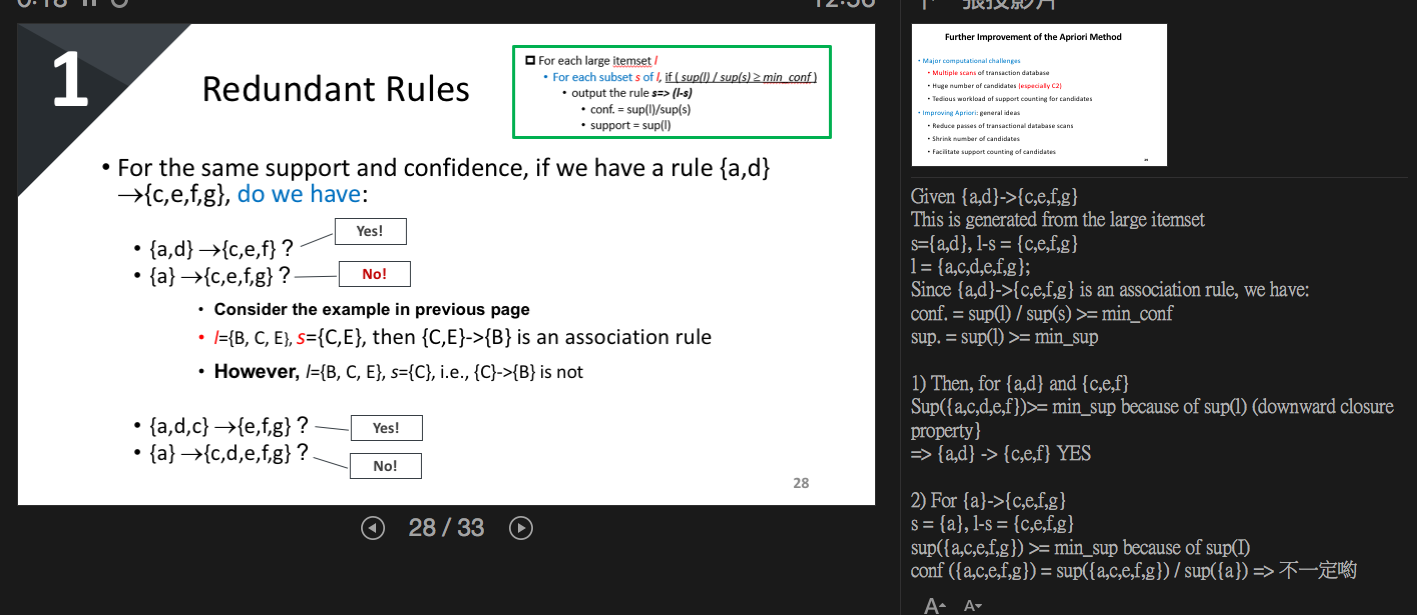 12:56
1
Redundant Rules
For each large itemset l
• For each subset s of l, if ( sup(l) / sup(s) ≥ min_conf )
• output the rule s=> (l-s)
• conf. = sup(l)/sup(s)
• support = sup(l)
• For the same support and confidence, if we have a rule {a,d}
→{c,e,f,g}, do we have:
• {a,d} →{c,e,f} ?
Yes!
• {a} →{c,e,f,g} ?
No!
• Consider the example in previous page
• l={B, C, E}, s={C,E}, then {C,E}->{B} is an association rule
• However, l={B, C, E}, s={C}, i.e., {C}->{B} is not
• {a,d,c} →{e,f,g} ?
Yes!
• {a} →{c,d,e,f,g} ?
No!
28
28 / 33
下一張投影片
Further Improvement of the Apriori Method
• Major computational challenges
• Multiple scans of transaction database
• Huge number of candidates (especially C2)
• Tedious workload of support counting for candidates
• Improving Apriori: general ideas
• Reduce passes of transactional database scans
• Shrink number of candidates
• Facilitate support counting of candidates
Given {a,d}->{c,e,f,g}
This is generated from the large itemset
s={a,d}, l-s = {c,e,f,g}
l = {a,c,d,e,f,g};
Since {a,d}->{c,e,f,g} is an association rule, we have:
conf. = sup(l) / sup(s) >= min_conf
sup. = sup(l) >= min_sup
1) Then, for {a,d} and {c,e,f}
Sup({a,c,d,e,f})>= min_sup because of sup(l) (downward closure
property}
=> {a,d} -> {c,e,f} YES
2) For {a}->{c,e,f,g}
s = {a}, l-s = {c,e,f,g}
sup({a,c,e,f,g}) >= min_sup because of sup(I)
conf ({a,c,e,f,g}) = sup({a,c,e,f,g}) / sup({a}) => 不一定喲
A A